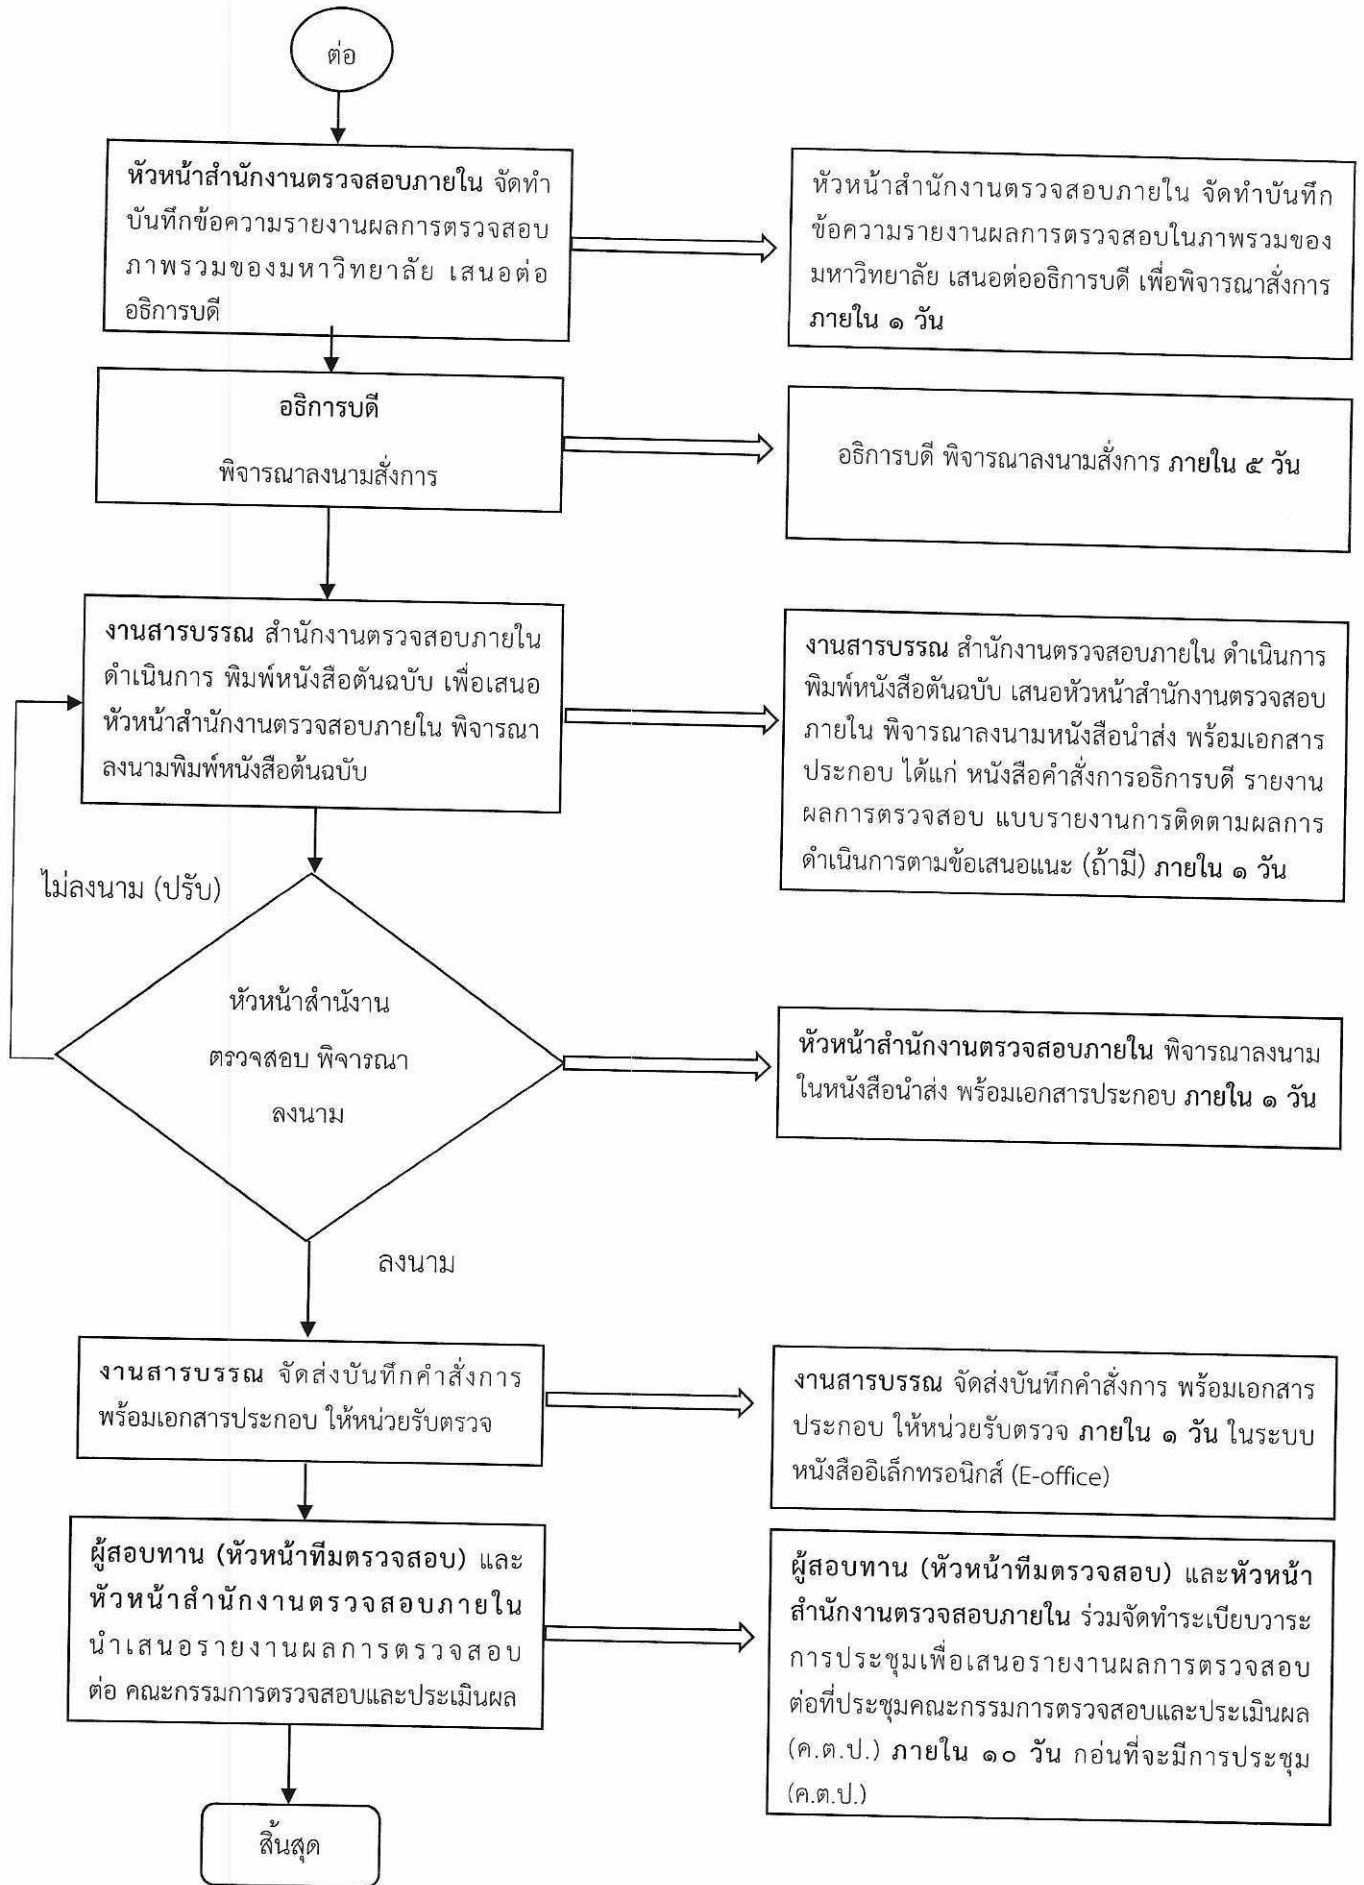 ต่อ
หัวหน้าสำนักงานตรวจสอบภายใน จัดทำ
บันทึกข้อความรายงานผลการตรวจสอบ
ภาพรวมของมหาวิทยาลัย เสนอต่อ
อธิการบดี
หัวหน้าสำนักงานตรวจสอบภายใน จัดทำบันทึก
ข้อความรายงานผลการตรวจสอบในภาพรวมของ
มหาวิทยาลัย เสนอต่ออธิการบดี เพื่อพิจารณาสั่งการ
ภายใน ๑ วัน
อธิการบดี
พิจารณาลงนามสั่งการ
อธิการบดี พิจารณาลงนามสั่งการ ภายใน ๕ วัน
งานสารบรรณ สำนักงานตรวจสอบภายใน
ดำเนินการ พิมพ์หนังสือต้นฉบับ เพื่อเสนอ
หัวหน้าสำนักงานตรวจสอบภายใน พิจารณา
ลงนามพิมพ์หนังสือต้นฉบับ
งานสารบรรณ สำนักงานตรวจสอบภายใน ดำเนินการ
พิมพ์หนังสือต้นฉบับ เสนอหัวหน้าสำนักงานตรวจสอบ
ภายใน พิจารณาลงนามหนังสือนำส่ง พร้อมเอกสาร
ประกอบ ได้แก่ หนังสือคำสั่งการอธิการบดี รายงาน
ผลการตรวจสอบ แบบรายงานการติดตามผลการ
ดำเนินการตามข้อเสนอแนะ (ถ้ามี) ภายใน ๑ วัน
ไม่ลงนาม (ปรับ)
หัวหน้าสำนังาน
ตรวจสอบ พิจารณา
ลงนาม
หัวหน้าสำนักงานตรวจสอบภายใน พิจารณาลงนาม
ในหนังสือนำส่ง พร้อมเอกสารประกอบ ภายใน ๑ วัน
ลงนาม
งานสารบรรณ จัดส่งบันทึกคำสั่งการ
พร้อมเอกสารประกอบ ให้หน่วยรับตรวจ
งานสารบรรณ จัดส่งบันทึกคำสั่งการ พร้อมเอกสาร
ประกอบ ให้หน่วยรับตรวจ ภายใน ๑ วัน ในระบบ
หนังสืออิเล็กทรอนิกส์ (E-office)
ผู้สอบทาน (หัวหน้าทีมตรวจสอบ) และ
หัวหน้าสำนักงานตรวจสอบภายใน
นำเสนอรายงานผลการตรวจสอบ
ต่อ คณะกรรมการตรวจสอบและประเมินผล
ผู้สอบทาน (หัวหน้าทีมตรวจสอบ) และหัวหน้า
สำนักงานตรวจสอบภายใน ร่วมจัดทำระเบียบวาระ
การประชุมเพื่อเสนอรายงานผลการตรวจสอบ
ต่อที่ประชุมคณะกรรมการตรวจสอบและประเมินผล
(ค.ต.ป.) ภายใน ๑๐ วัน กอ่นที่จะมีการประชุม
(ค.ต.ป.)
สิ้นสุด